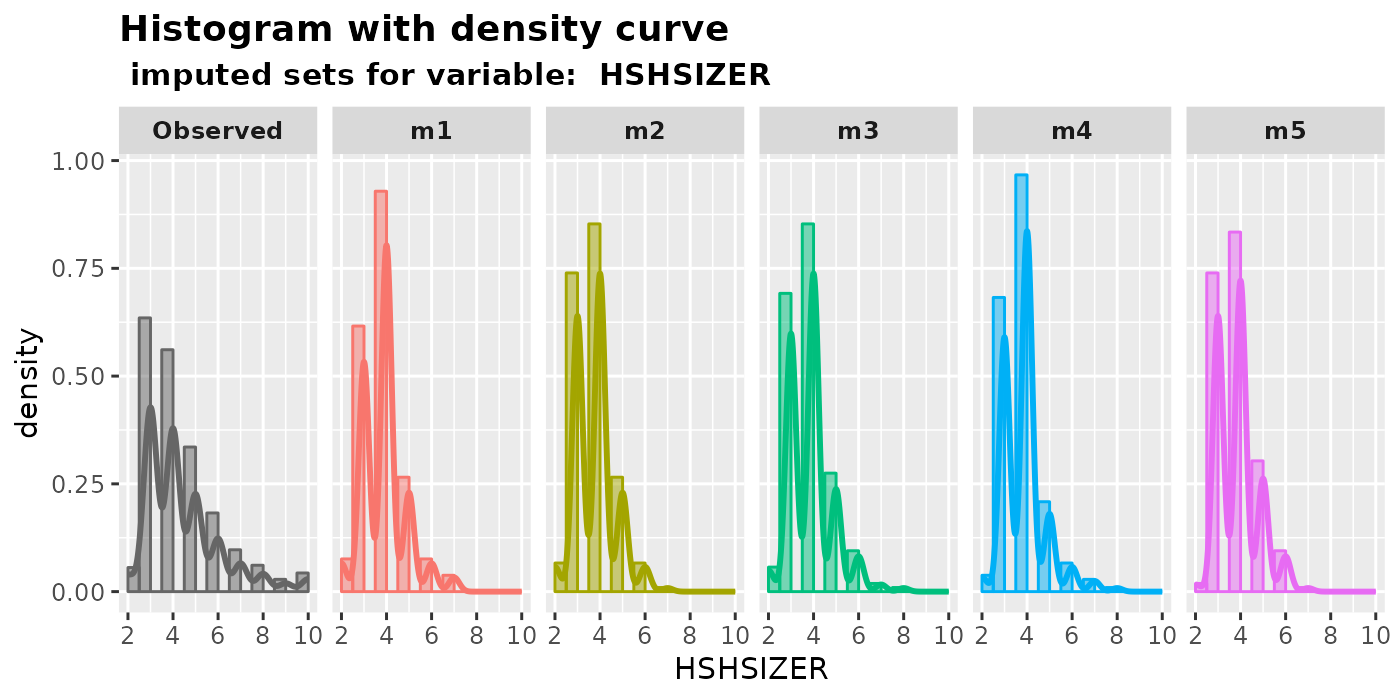 Histogram with density curve
imputed sets for variable:  HSHSIZER
Observed m1 m2 m3 m4 m5
1.00
0.75
0.50
0.25
0.00
density
2 4 6 8 10 2 4 6 8 10 2 4 6 8 10 2 4 6 8 10 2 4 6 8 10 2 4 6 8 10
HSHSIZER